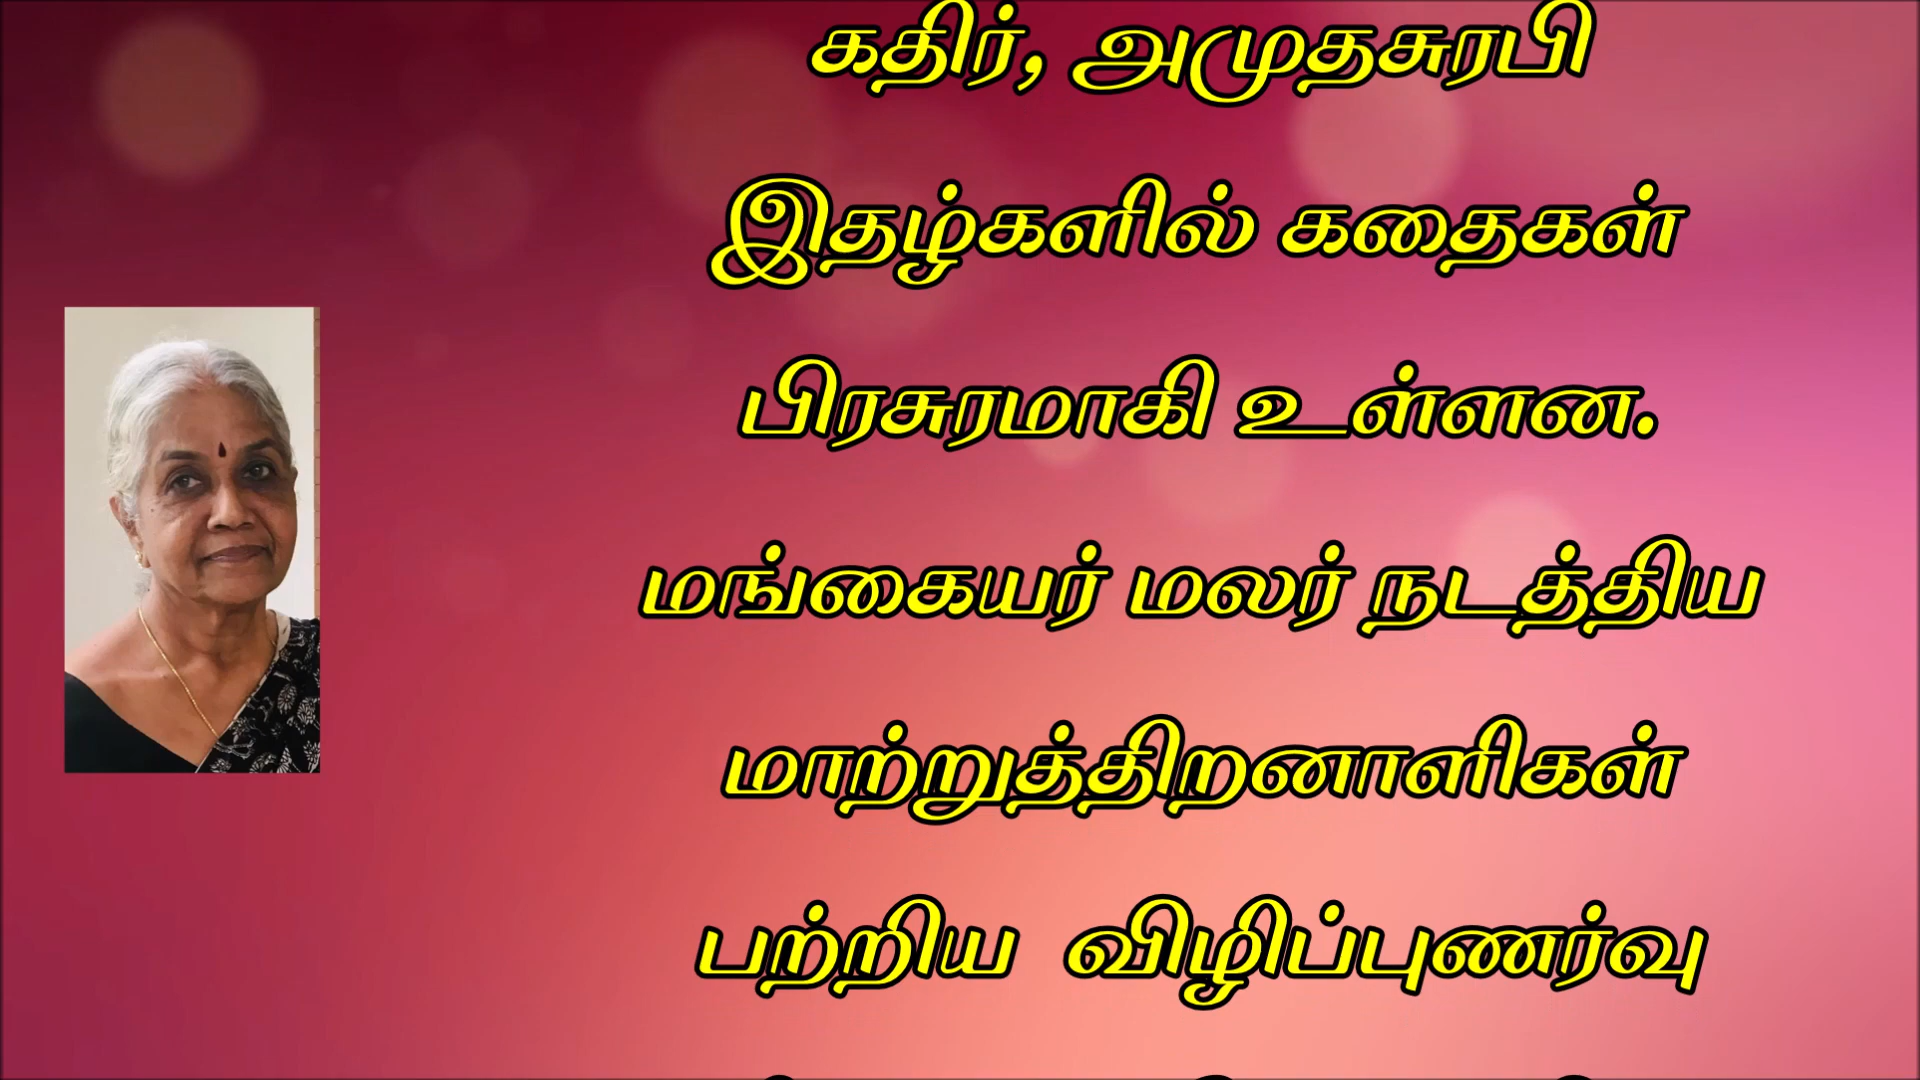 கதிர், அமுதசுரபி
இதழ்களில் கதைகள்
பிரசுரமாகி உள்ளன.
மங்கையர் மலர் நடத்திய
மாற்றுத்திறனாளிகள்
பற்றிய விழிப்புணர்வு